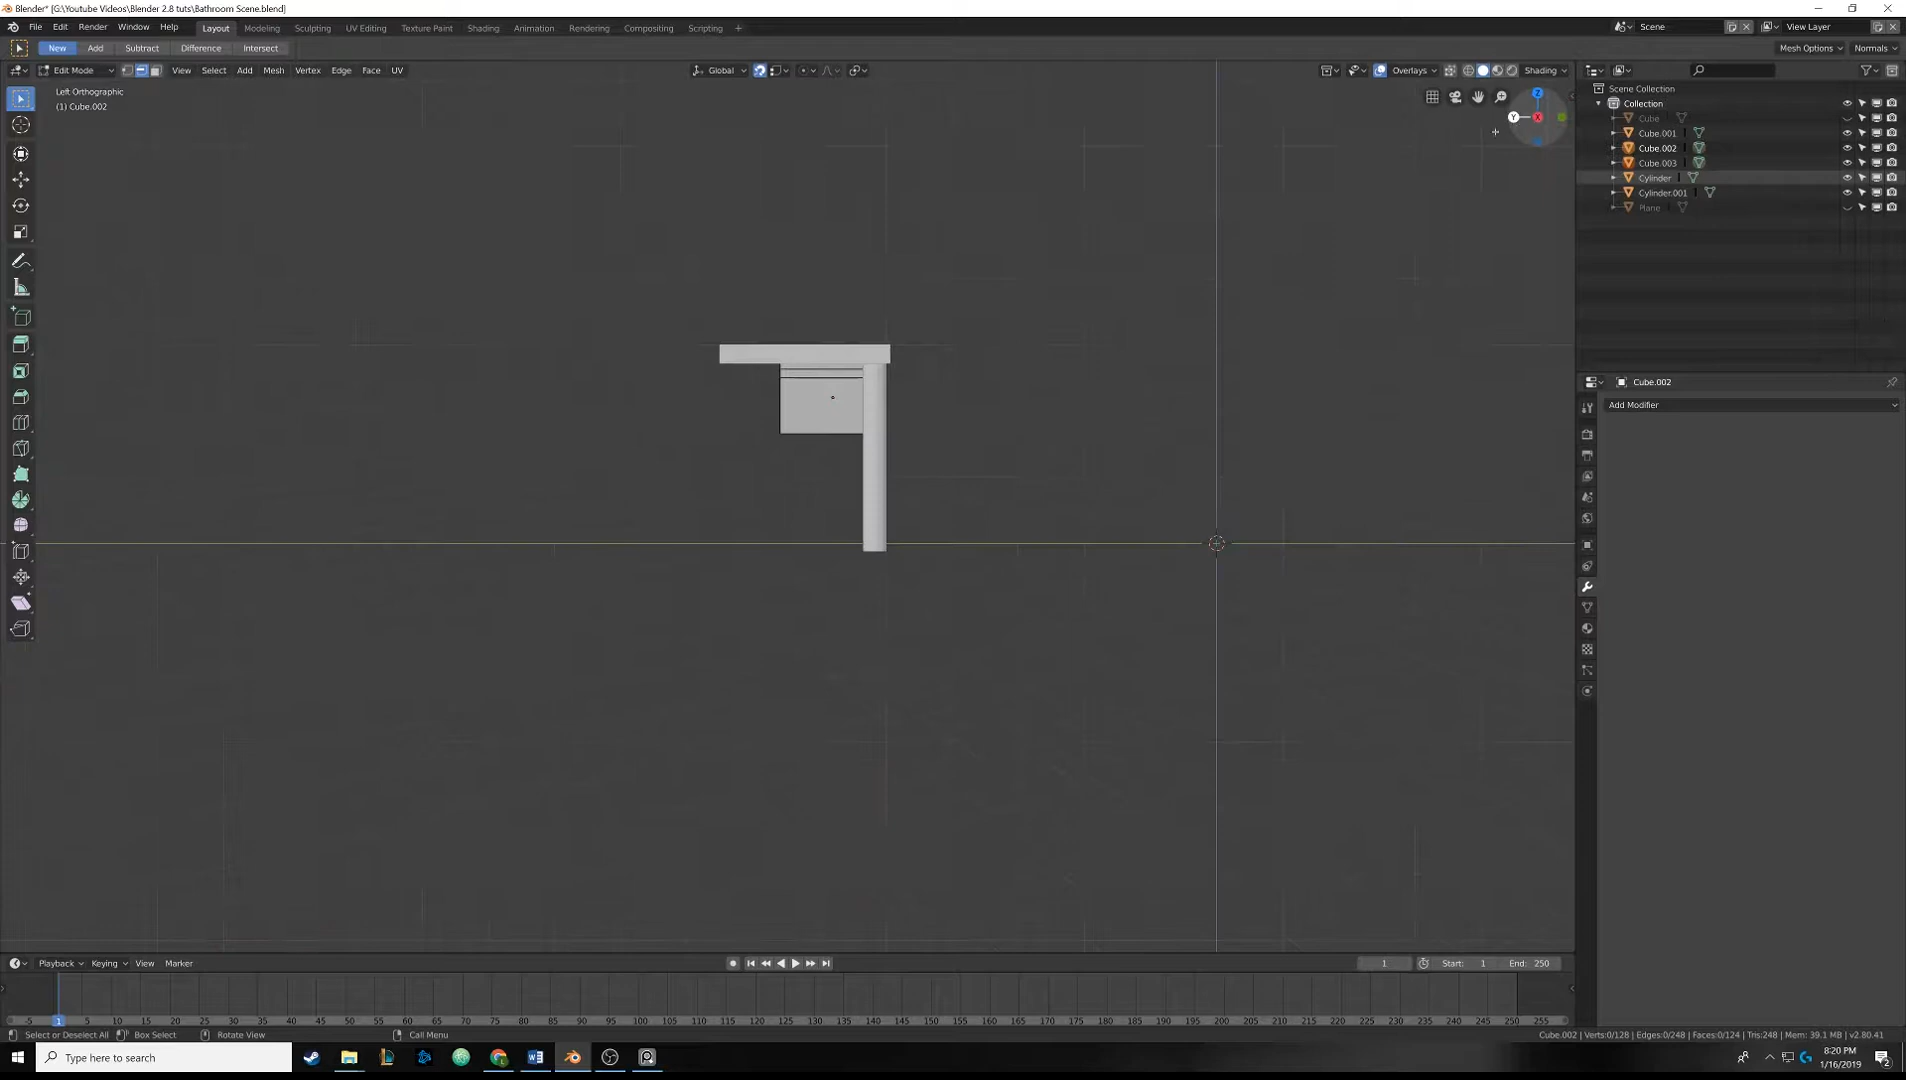 Blender* [G:\Youtube Videos\Blender 2.8 tuts\Bathroom Scene.blend]
File Edit Render Window Help Layout Modeling Sculpting UV Editing Texture Paint Shading Animation Rendering Compositing Scripting + Scene View Layer
New Add Subtract Difference Intersect Mesh Options Normals
Edit Mode View Select Add Mesh Vertex Edge Face UV Global Overlays Shading
Left Orthographic
(1) Cube.002
Z
Y
X
Scene Collection
Collection
Cube
Cube.001
Cube.002
Cube.003
Cylinder
Cylinder.001
Plane
Cube.002
Add Modifier
Playback Keying View Marker 1 Start: 1 End: 250
-5 1 5 10 15 20 25 30 35 40 45 50 55 60 65 70 75 80 85 90 95 100 105 110 115 120 125 130 135 140 145 150 155 160 165 170 175 180 185 190 195 200 205 210 215 220 225 230 235 240 245 250 255
Select or Deselect All Box Select Rotate View Call Menu Cube.002 | Verts:0/128 | Edges:0/248 | Faces:0/124 | Tris:248 | Mem: 39.1 MB | v2.80.41
Type here to search
8:20 PM
1/16/2019
2